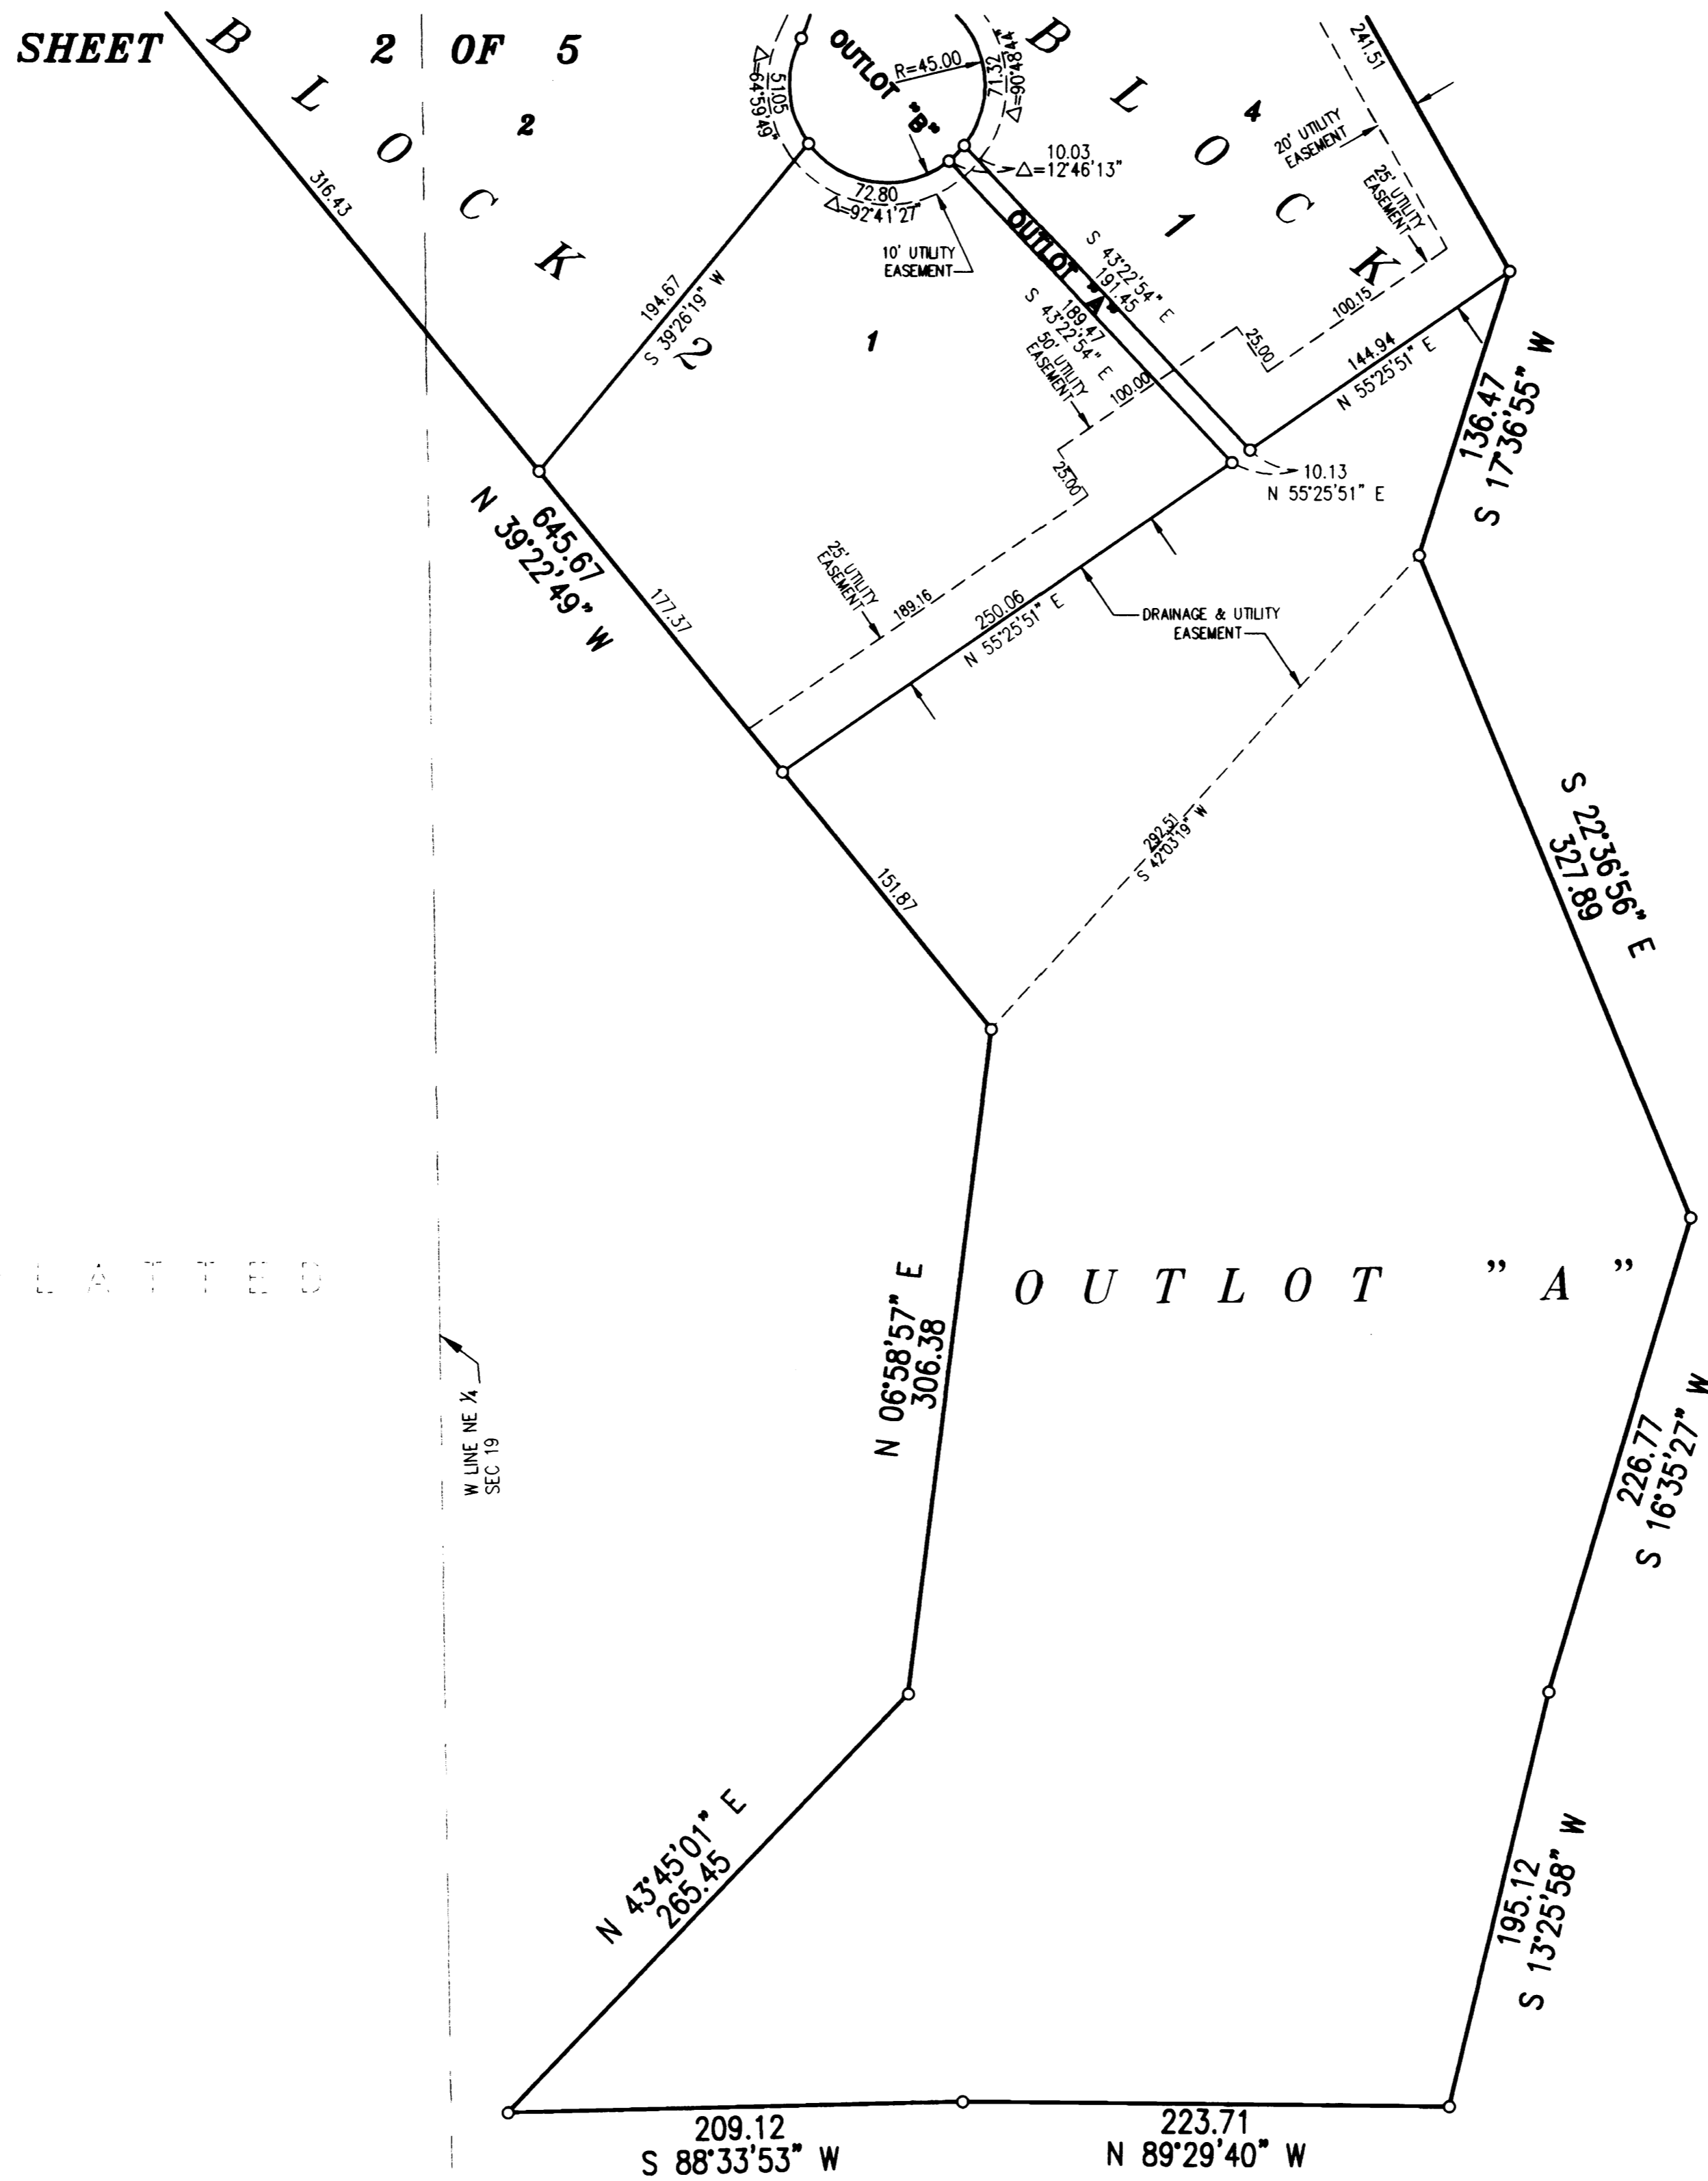 SHEET 2 OF 5
BLOCK 2
2
316.43
51.05
△=64°59'49"
OUTLOT "B"
R=45.00
71.32
△=90°48'44"
BLOCK
4
1
241.51
20' UTILITY
EASEMENT
25' UTILITY
EASEMENT
10.03
△=12°46'13"
72.80
△=92°41'27"
10' UTILITY
EASEMENT
OUTLOT "A"
S 43°22'54" E
191.45
189.47
S 43°22'54" E
194.67
S 39°26'19" W
1
50' UTILITY
EASEMENT
100.00
25.00
100.15
144.94
N 55°25'51" E
136.47
S 17°36'55" W
25.00
10.13
N 55°25'51" E
645.67
N 39°22'49" W
177.37
25' UTILITY
EASEMENT
189.16
250.06
N 55°25'51" E
DRAINAGE & UTILITY
EASEMENT
292.51
S 42°03'19" W
151.87
S 22°36'56" E
327.89
LATTED
OUTLOT "A"
N 06°58'57" E
306.38
W LINE NE ¼
SEC 19
226.77
S 16°35'27" W
N 43°45'01" E
265.45
195.12
S 13°25'58" W
209.12
S 88°33'53" W
223.71
N 89°29'40" W